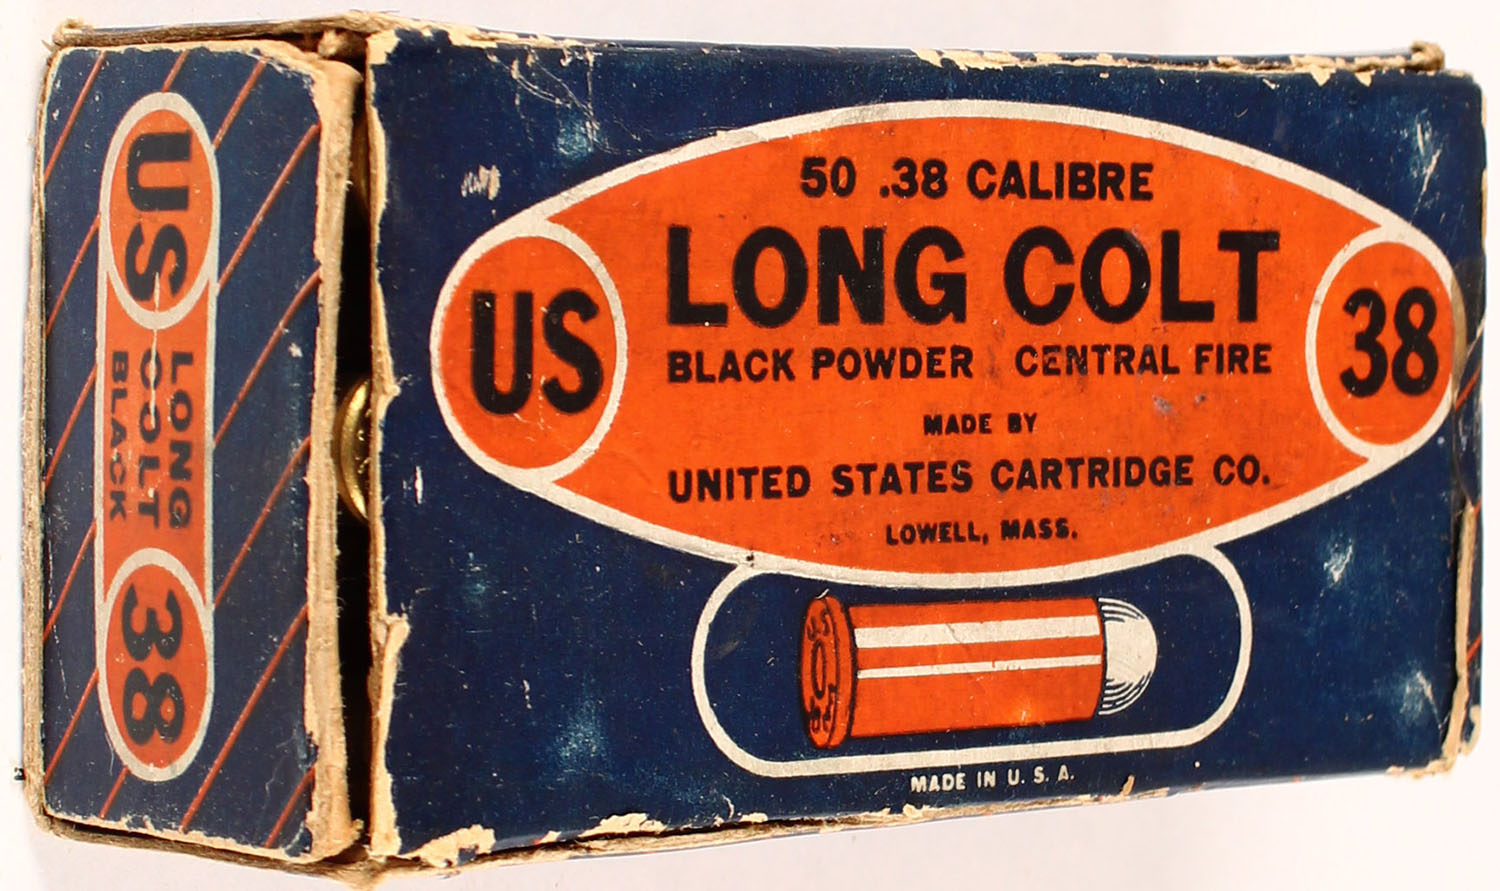 50 .38 CALIBRE
LONG COLT
US
38
BLACK POWDER CENTRAL FIRE
MADE BY
UNITED STATES CARTRIDGE CO.
LOWELL, MASS.
MADE IN U. S. A.
US
LONG
COLT
BLACK
38